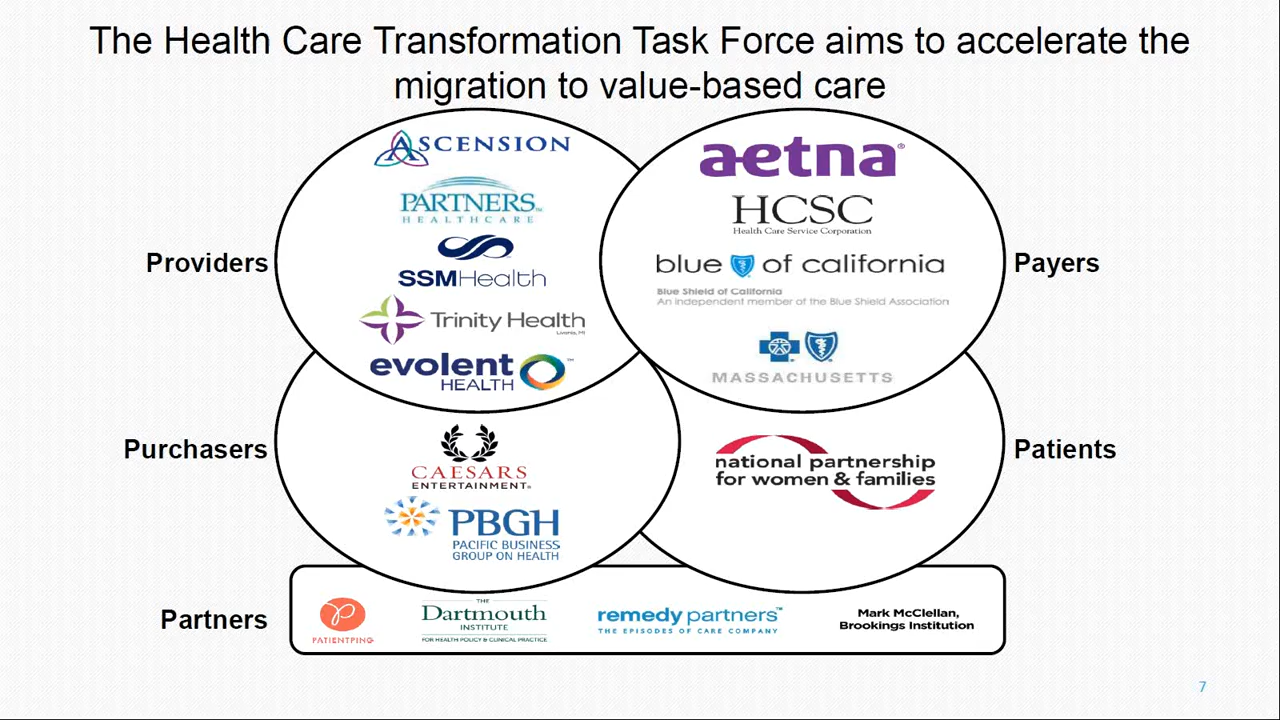 The Health Care Transformation Task Force aims to accelerate the
migration to value-based care
Providers
ASCENSION
PARTNERS
HEALTHCARE
SSMHealth
Trinity Health
Livonia, MI
evolent
HEALTH
Payers
aetna
HCSC
Health Care Service Corporation
blue of california
Blue Shield of California
An independent member of the Blue Shield Association
MASSACHUSETTS
Purchasers
CAESARS
ENTERTAINMENT
PBGH
PACIFIC BUSINESS
GROUP ON HEALTH
Patients
national partnership
for women & families
Partners
PATIENTPING
THE
Dartmouth
INSTITUTE
FOR HEALTH POLICY & CLINICAL PRACTICE
remedy partners™
THE EPISODES OF CARE COMPANY
Mark McClellan,
Brookings Institution
7